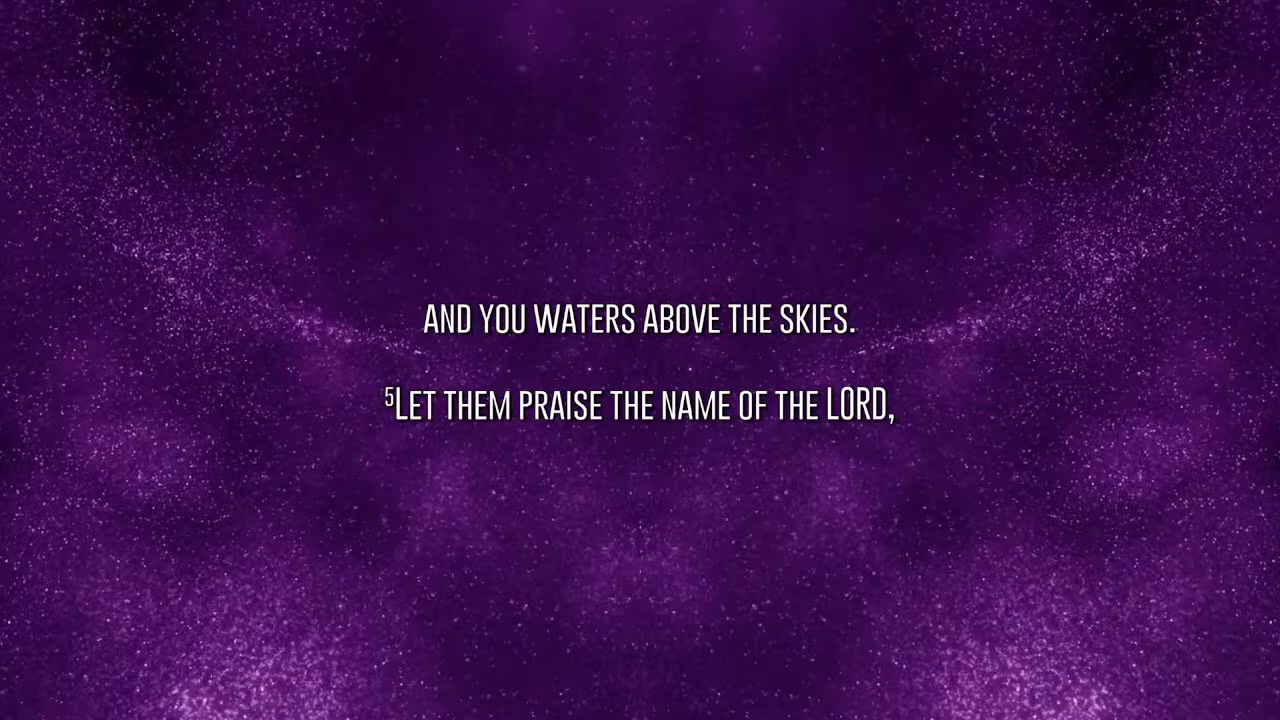 AND YOU WATERS ABOVE THE SKIES.
⁵LET THEM PRAISE THE NAME OF THE LORD,